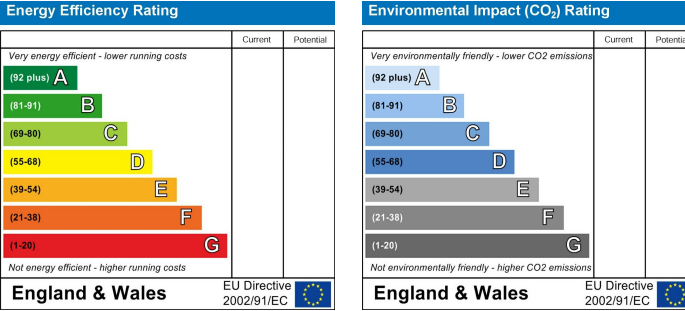 Energy Efficiency Rating
Current Potential
Very energy efficient - lower running costs
(92 plus) A
(81-91) B
(69-80) C
(55-68) D
(39-54) E
(21-38) F
(1-20) G
Not energy efficient - higher running costs
England & Wales
EU Directive
2002/91/EC
Environmental Impact (CO₂) Rating
Current Potentia
Very environmentally friendly - lower CO2 emissions
(92 plus) A
(81-91) B
(69-80) C
(55-68) D
(39-54) E
(21-38) F
(1-20) G
Not environmentally friendly - higher CO2 emissions
England & Wales
EU Directive
2002/91/EC